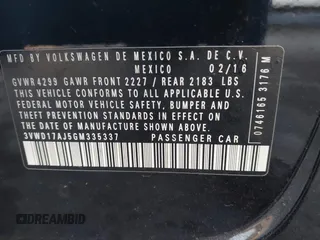 MFD BY VOLKSWAGEN DE MEXICO S.A. DE C.V.
MEXICO 02/16
GVWR 4299 GAWR FRONT 2227 / REAR 2183 LBS
THIS VEHICLE CONFORMS TO ALL APPLICABLE U.S.
FEDERAL MOTOR VEHICLE SAFETY, BUMPER AND
THEFT PREVENTION STANDARDS IN EFFECT ON
THE DATE OF MANUFACTURE SHOWN ABOVE.
3VWD17AJ5GM335337 PASSENGER CAR
0746165 3176 M
© DREAMBID